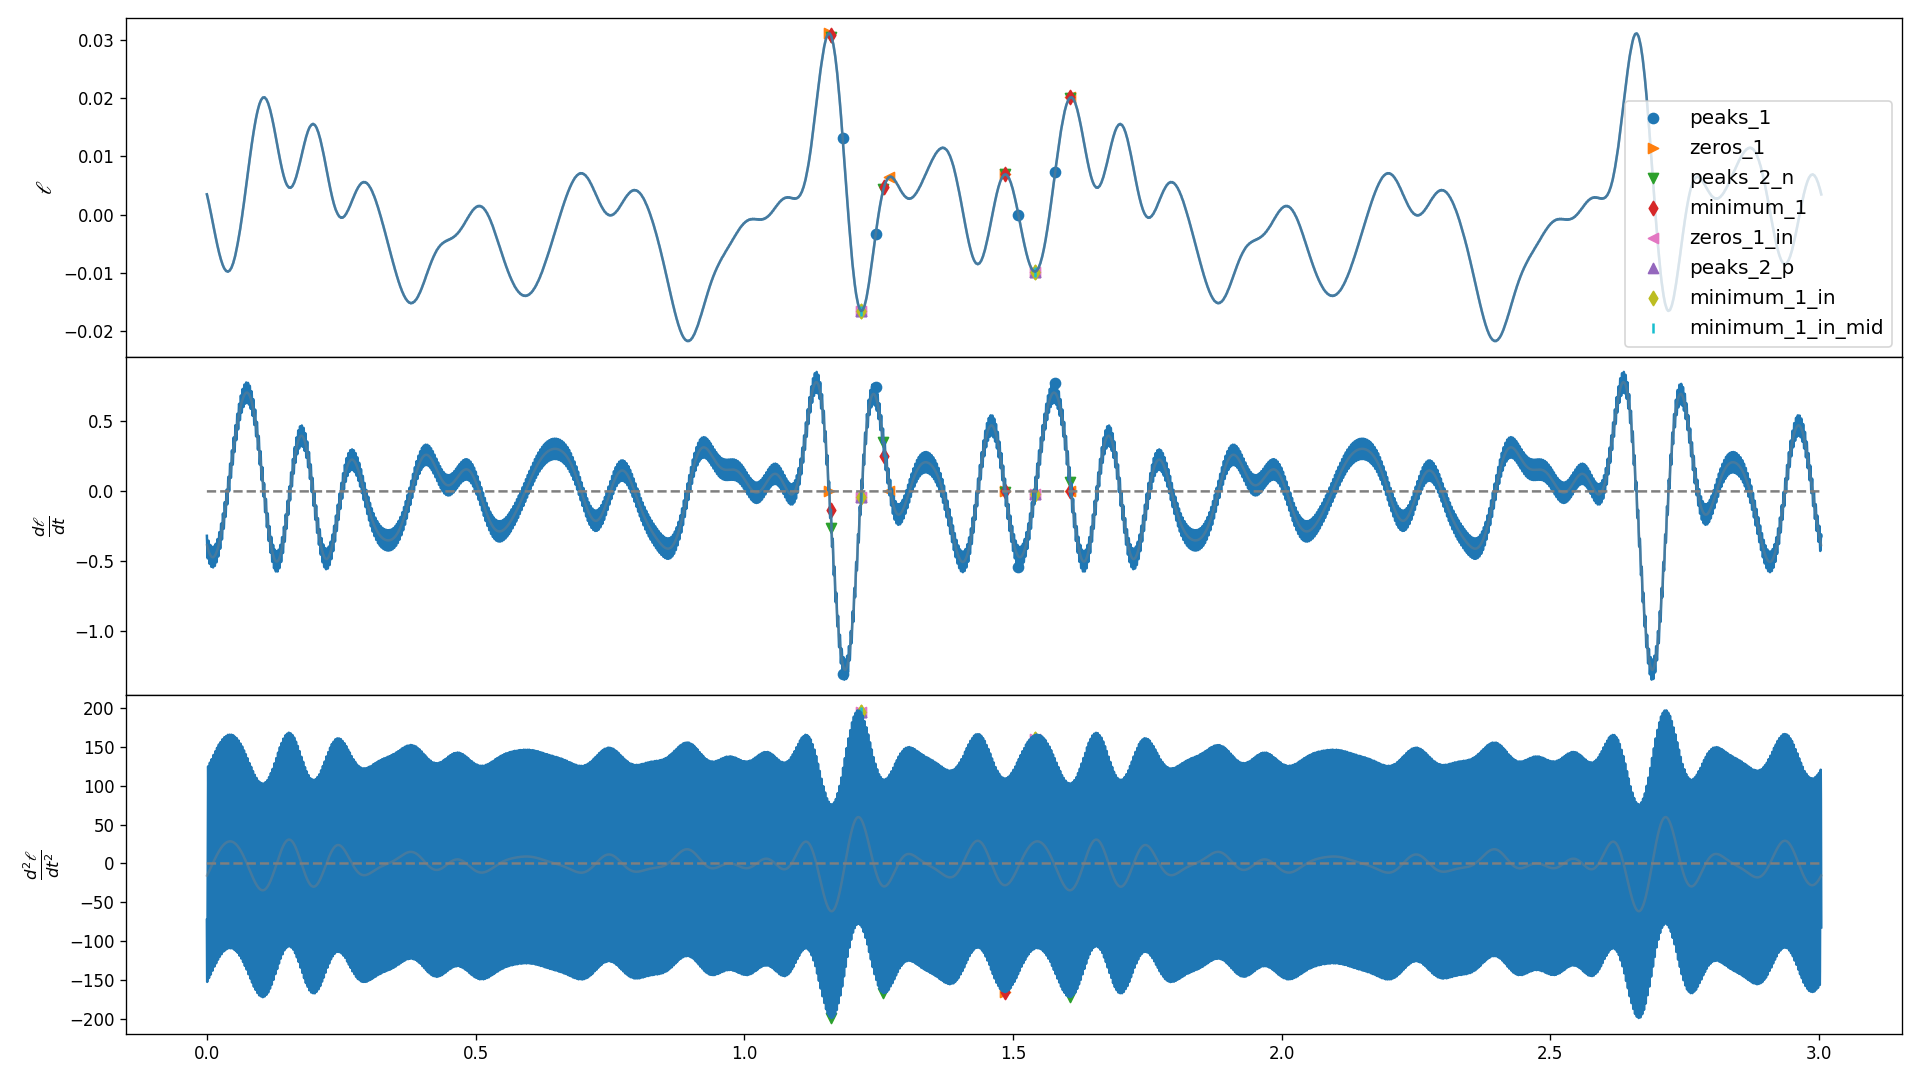 0.03
0.02
0.01
0.00
−0.01
−0.02
ℓ
peaks_1
zeros_1
peaks_2_n
minimum_1
zeros_1_in
peaks_2_p
minimum_1_in
minimum_1_in_mid
0.5
0.0
−0.5
−1.0
dℓ
dt
200
150
100
50
0
−50
−100
−150
−200
d²ℓ
dt²
0.0 0.5 1.0 1.5 2.0 2.5 3.0